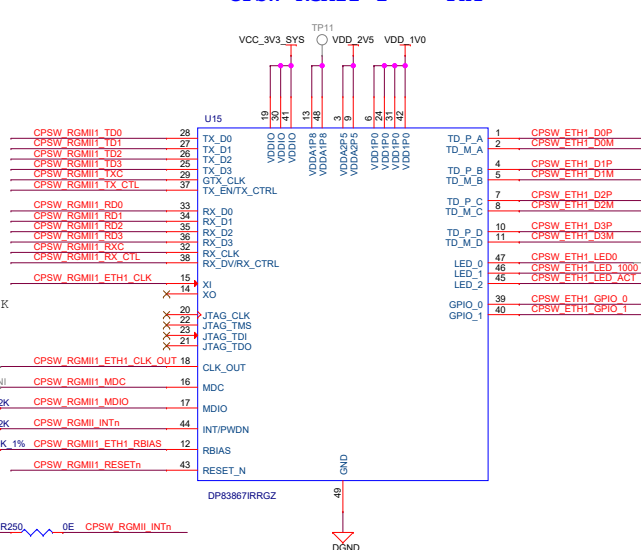 TP11
VCC_3V3_SYS VDD_2V5 VDD_1V0
19 30 41 13 48 3 9 6 24 31 42
U15
VDDIO VDDIO VDDIO VDDA1P8 VDDA1P8 VDDA2P5 VDDA2P5 VDD1P0 VDD1P0 VDD1P0 VDD1P0
CPSW_RGMII1_TD0 28 TX_D0
CPSW_RGMII1_TD1 27 TX_D1
CPSW_RGMII1_TD2 26 TX_D2
CPSW_RGMII1_TD3 25 TX_D3
CPSW_RGMII1_TXC 29 GTX_CLK
CPSW_RGMII1_TX_CTL 37 TX_EN/TX_CTRL
CPSW_RGMII1_RD0 33 RX_D0
CPSW_RGMII1_RD1 34 RX_D1
CPSW_RGMII1_RD2 35 RX_D2
CPSW_RGMII1_RD3 36 RX_D3
CPSW_RGMII1_RXC 32 RX_CLK
CPSW_RGMII1_RX_CTL 38 RX_DV/RX_CTRL
CPSW_RGMII1_ETH1_CLK 15 XI
14 XO
K
20 JTAG_CLK
22 JTAG_TMS
23 JTAG_TDI
21 JTAG_TDO
CPSW_RGMII1_ETH1_CLK_OUT 18 CLK_OUT
NI CPSW_RGMII1_MDC 16 MDC
2K CPSW_RGMII1_MDIO 17 MDIO
2K CPSW_RGMII_INTn 44 INT/PWDN
K_1% CPSW_RGMII1_ETH1_RBIAS 12 RBIAS
CPSW_RGMII1_RESETn 43 RESET_N
TD_P_A 1 CPSW_ETH1_D0P
TD_M_A 2 CPSW_ETH1_D0M
TD_P_B 4 CPSW_ETH1_D1P
TD_M_B 5 CPSW_ETH1_D1M
TD_P_C 7 CPSW_ETH1_D2P
TD_M_C 8 CPSW_ETH1_D2M
TD_P_D 10 CPSW_ETH1_D3P
TD_M_D 11 CPSW_ETH1_D3M
LED_0 47 CPSW_ETH1_LED0
LED_1 46 CPSW_ETH1_LED_1000
LED_2 45 CPSW_ETH1_LED_ACT
GPIO_0 39 CPSW_ETH1_GPIO_0
GPIO_1 40 CPSW_ETH1_GPIO_1
GND
49
DP83867IRRGZ
DGND
R250 0E CPSW_RGMII_INTn